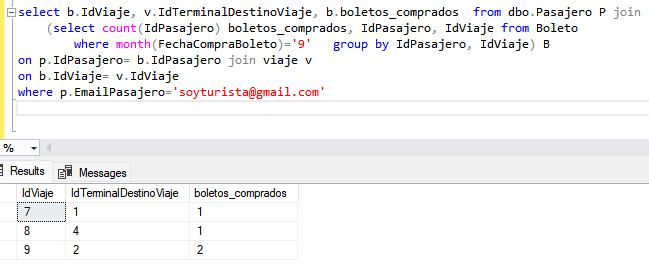 select b.IdViaje, v.IdTerminalDestinoViaje, b.boletos_comprados  from dbo.Pasajero P join
(select count(IdPasajero) boletos_comprados, IdPasajero, IdViaje from Boleto
where month(FechaCompraBoleto)='9'   group by IdPasajero, IdViaje) B
on p.IdPasajero= b.IdPasajero join viaje v
on b.IdViaje= v.IdViaje
where p.EmailPasajero='soyturista@gmail.com'
%
Results Messages
IdViaje IdTerminalDestinoViaje boletos_comprados
7 1 1
8 4 1
9 2 2